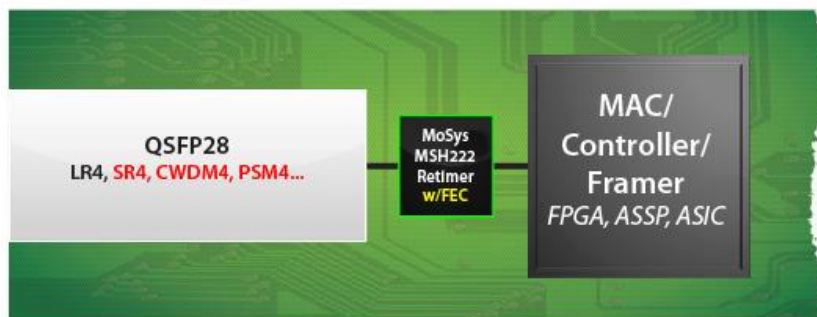 QSFP28
LR4, SR4, CWDM4, PSM4...
MoSys
MSH222
Retimer
w/FEC
MAC/
Controller/
Framer
FPGA, ASSP, ASIC